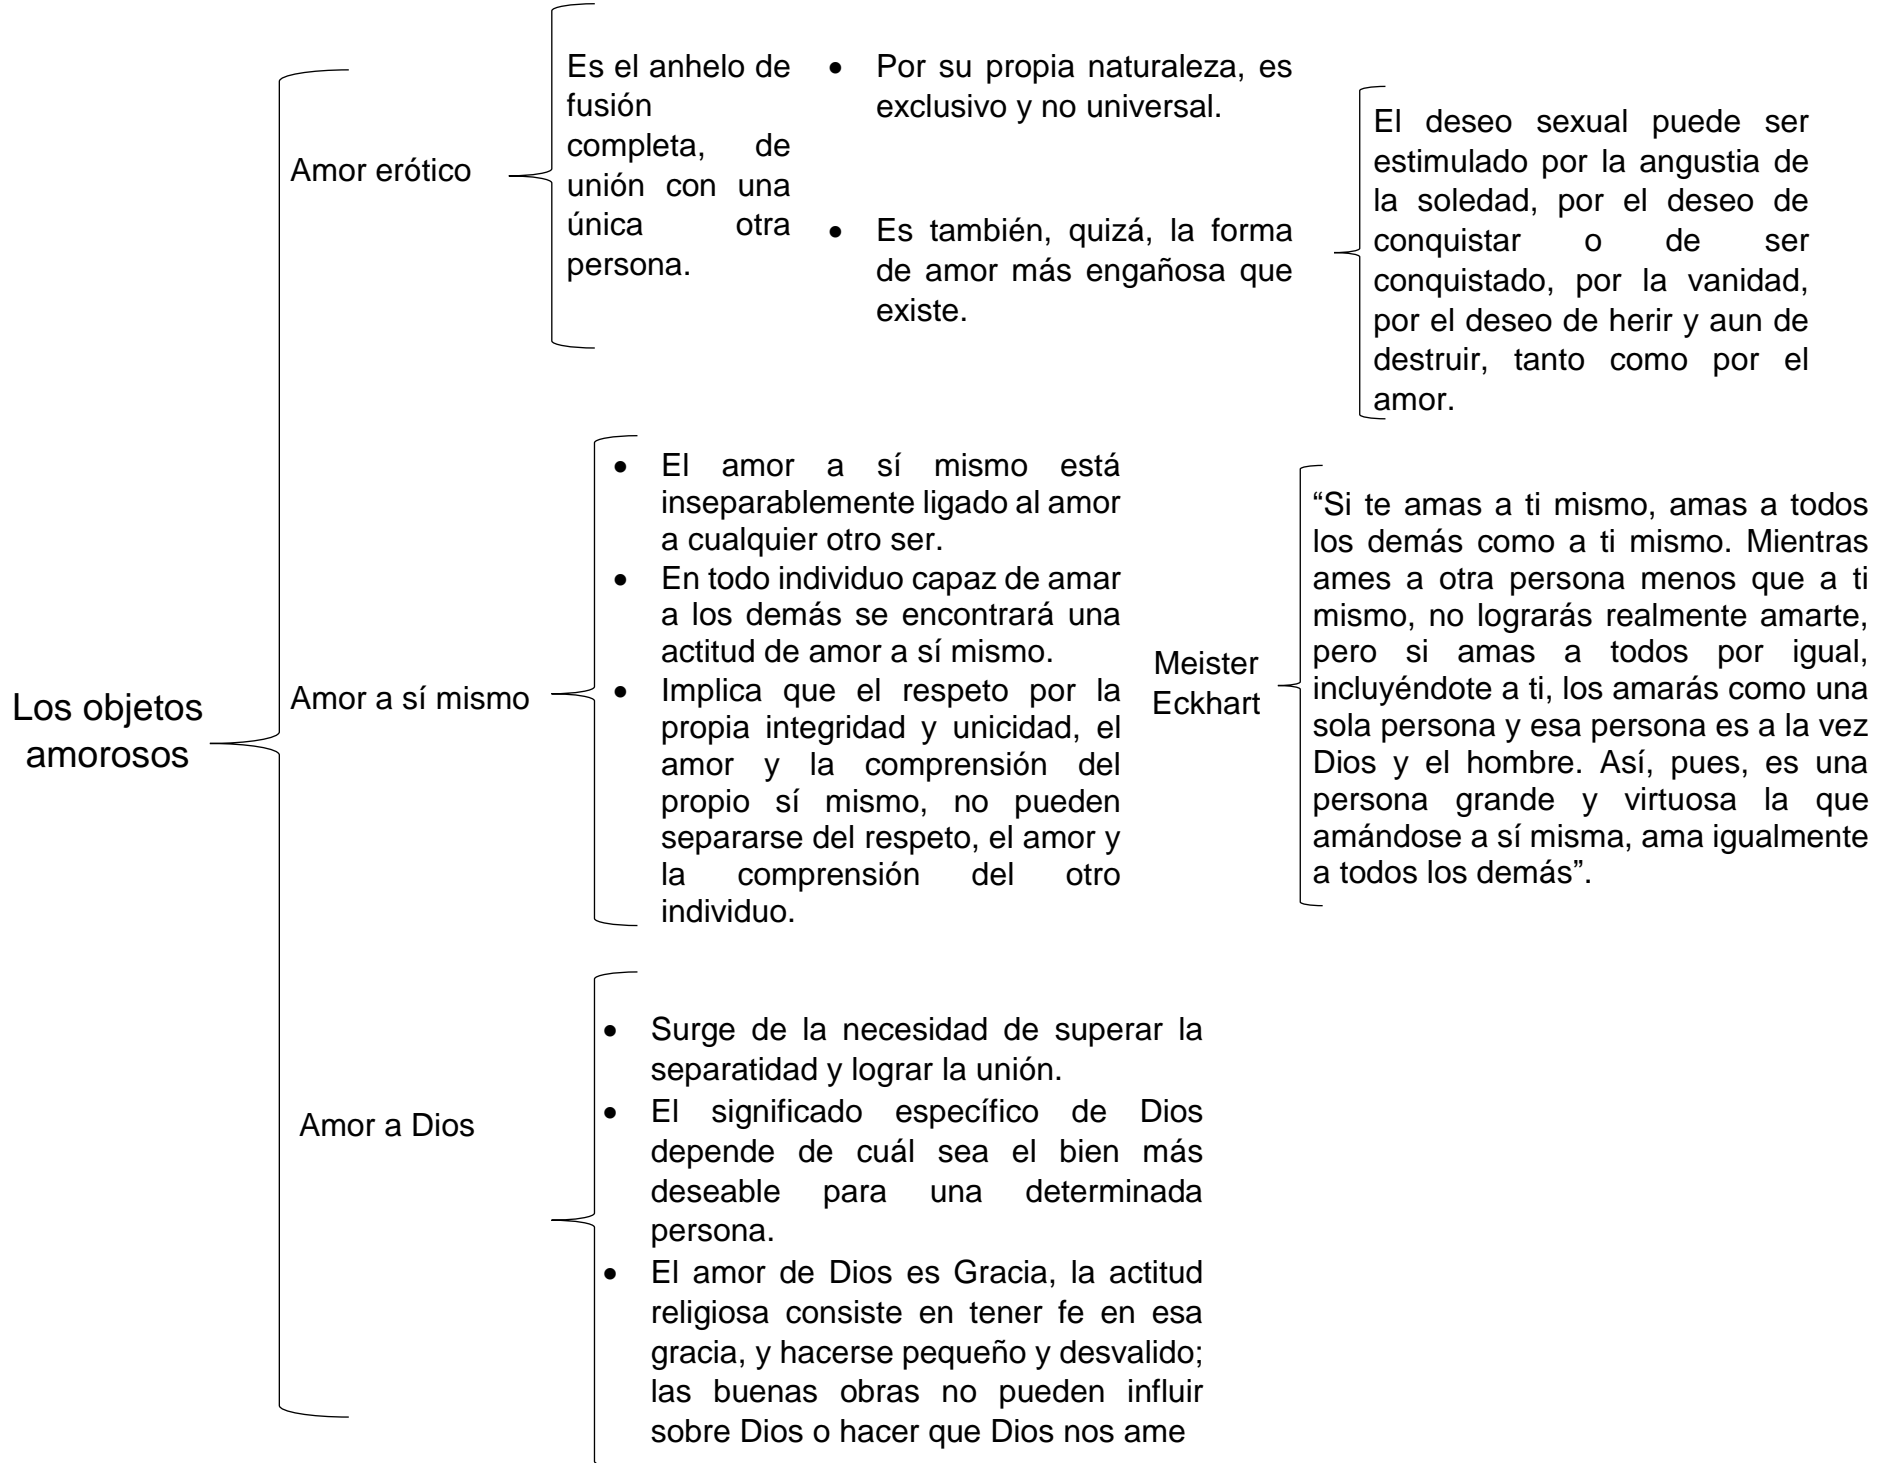 Los objetos
amorosos
Amor erótico
Es el anhelo de
fusión
completa, de
unión con una
única otra
persona.
• Por su propia naturaleza, es
exclusivo y no universal.
• Es también, quizá, la forma
de amor más engañosa que
existe.
El deseo sexual puede ser
estimulado por la angustia de
la soledad, por el deseo de
conquistar o de ser
conquistado, por la vanidad,
por el deseo de herir y aun de
destruir, tanto como por el
amor.
Amor a sí mismo
• El amor a sí mismo está
inseparablemente ligado al amor
a cualquier otro ser.
• En todo individuo capaz de amar
a los demás se encontrará una
actitud de amor a sí mismo.
• Implica que el respeto por la
propia integridad y unicidad, el
amor y la comprensión del
propio sí mismo, no pueden
separarse del respeto, el amor y
la comprensión del otro
individuo.
Meister
Eckhart
“Si te amas a ti mismo, amas a todos
los demás como a ti mismo. Mientras
ames a otra persona menos que a ti
mismo, no lograrás realmente amarte,
pero si amas a todos por igual,
incluyéndote a ti, los amarás como una
sola persona y esa persona es a la vez
Dios y el hombre. Así, pues, es una
persona grande y virtuosa la que
amándose a sí misma, ama igualmente
a todos los demás”.
Amor a Dios
• Surge de la necesidad de superar la
separatidad y lograr la unión.
• El significado específico de Dios
depende de cuál sea el bien más
deseable para una determinada
persona.
• El amor de Dios es Gracia, la actitud
religiosa consiste en tener fe en esa
gracia, y hacerse pequeño y desvalido;
las buenas obras no pueden influir
sobre Dios o hacer que Dios nos ame